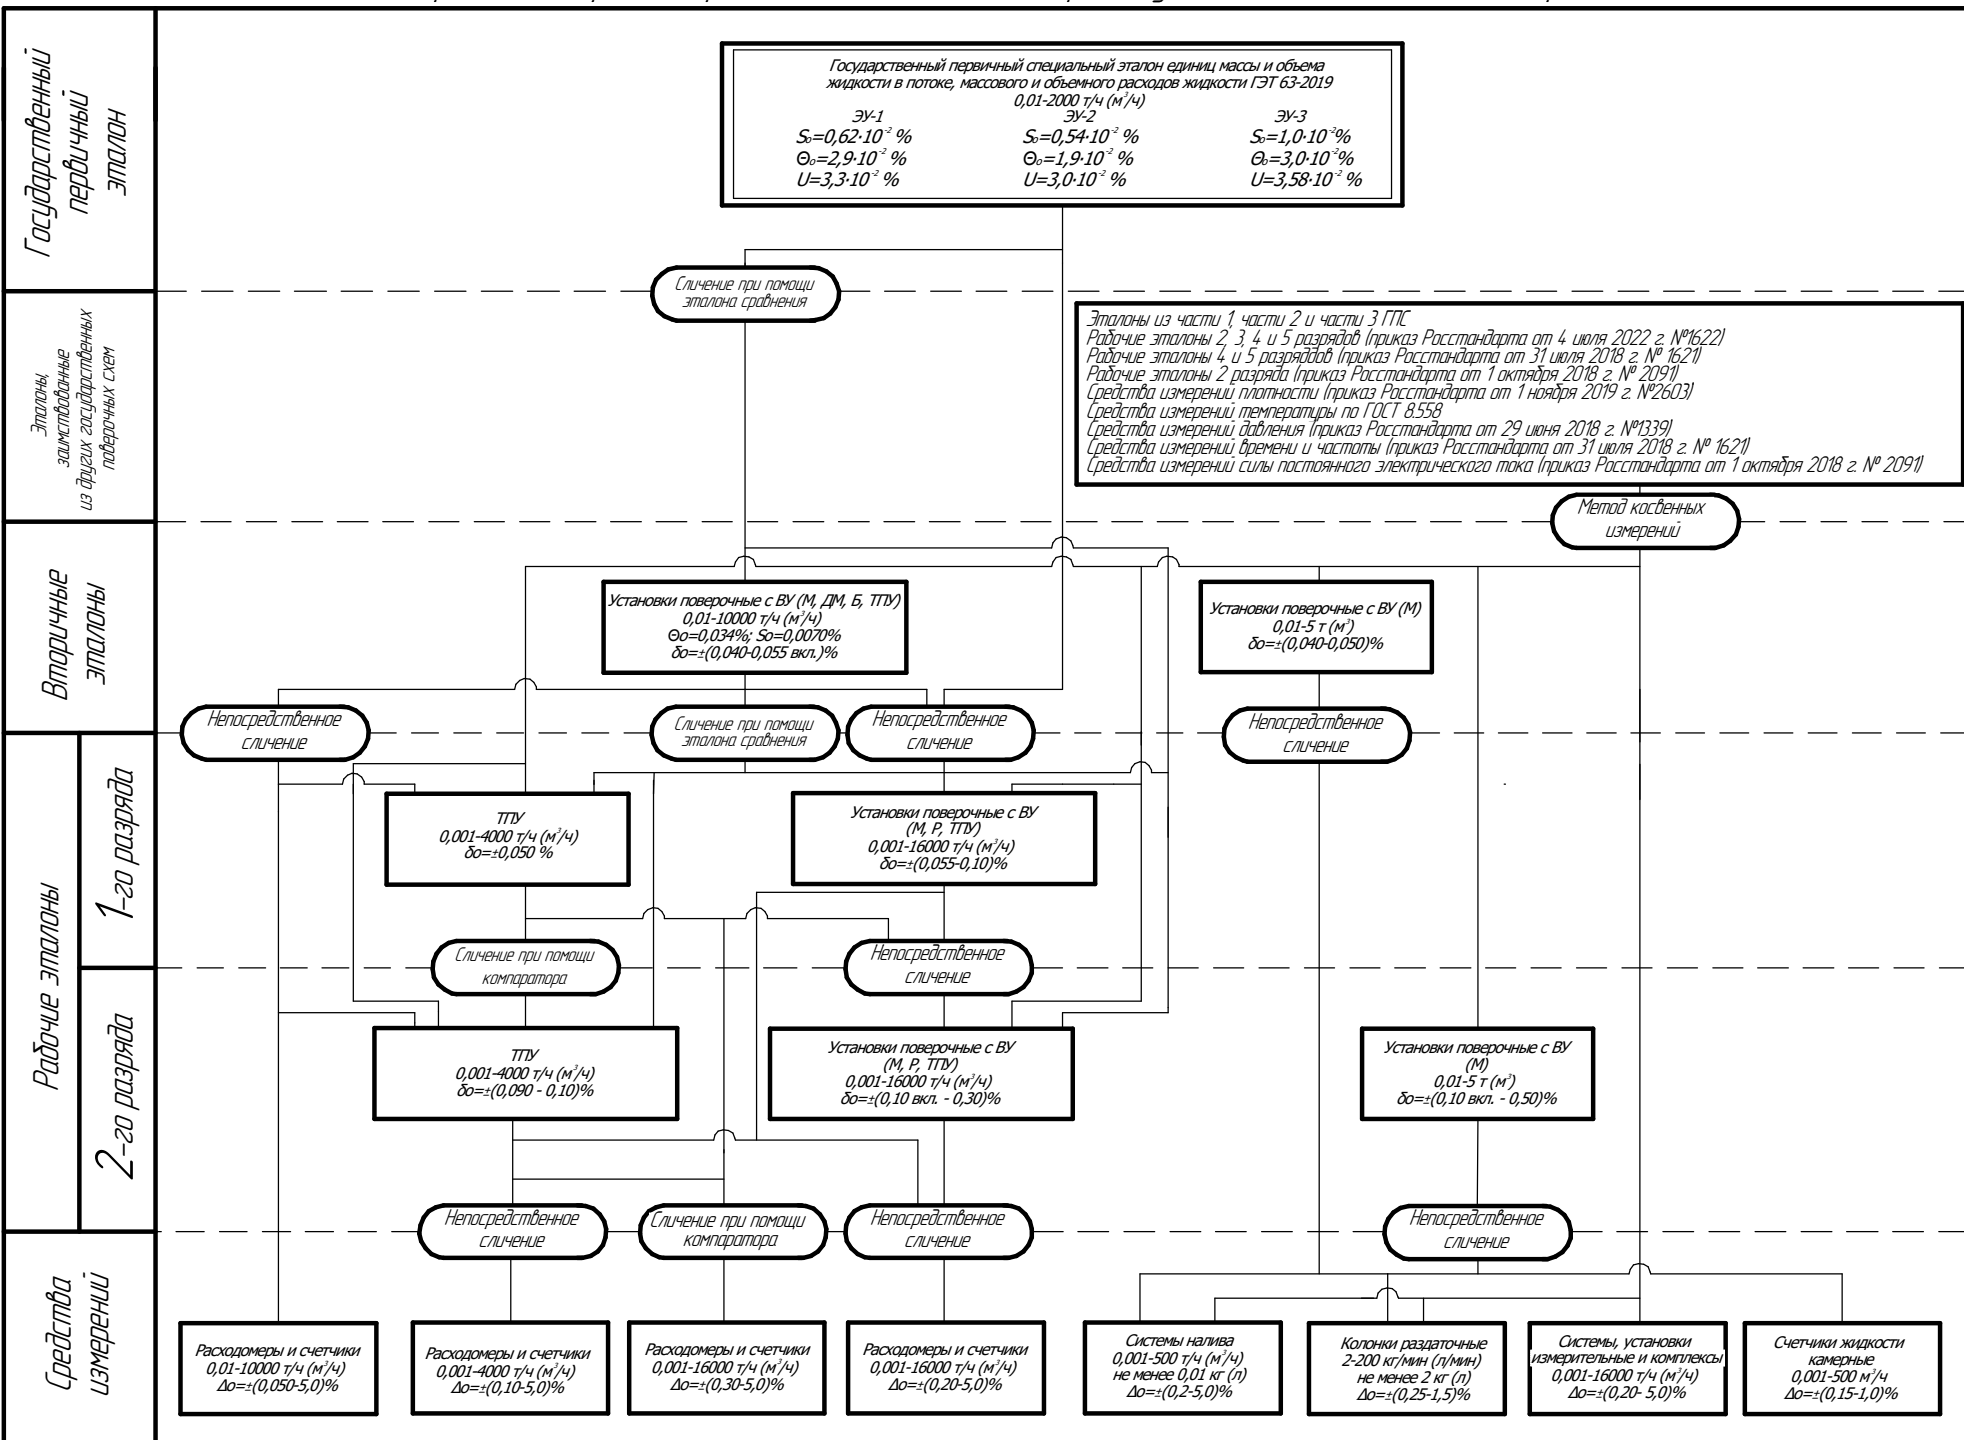 Государственный
первичный
эталон
Государственный первичный специальный эталон единиц массы и объема
жидкости в потоке, массового и объемного расходов жидкости ГЭТ 63-2019
0,01-2000 т/ч (м³/ч)
ЭУ-1
S₀=0,62·10⁻² %
Θ₀=2,9·10⁻² %
U=3,3·10⁻² %
ЭУ-2
S₀=0,54·10⁻² %
Θ₀=1,9·10⁻² %
U=3,0·10⁻² %
ЭУ-3
S₀=1,0·10⁻²%
Θ₀=3,0·10⁻²%
U=3,58·10⁻² %
Сличение при помощи
эталона сравнения
Эталоны,
заимствованные
из других государственных
поверочных схем
Эталоны из части 1, части 2 и части 3 ГПС
Рабочие эталоны 2, 3, 4 и 5 разрядов (приказ Росстандарта от 4 июля 2022 г. №1622)
Рабочие эталоны 4 и 5 разряддов (приказ Росстандарта от 31 июля 2018 г. № 1621)
Рабочие эталоны 2 разряда (приказ Росстандарта от 1 октября 2018 г. № 2091)
Средства измерений плотности (приказ Росстандарта от 1 ноября 2019 г. №2603)
Средства измерений температуры по ГОСТ 8.558
Средства измерений давления (приказ Росстандарта от 29 июня 2018 г. №1339)
Средства измерений времени и частоты (приказ Росстандарта от 31 июля 2018 г. № 1621)
Средства измерений силы постоянного электрического тока (приказ Росстандарта от 1 октября 2018 г. № 2091)
Метод косвенных
измерений
Вторичные
эталоны
Установки поверочные с ВУ (М, ДМ, Б, ТПУ)
0,01-10000 т/ч (м³/ч)
Θо=0,034%; Sо=0,0070%
δо=±(0,040-0,055 вкл.)%
Установки поверочные с ВУ (М)
0,01-5 т (м³)
δо=±(0,040-0,050)%
Непосредственное
сличение
Сличение при помощи
эталона сравнения
Непосредственное
сличение
Непосредственное
сличение
Рабочие эталоны
1-го разряда
ТПУ
0,001-4000 т/ч (м³/ч)
δо=±0,050 %
Установки поверочные с ВУ
(М, Р, ТПУ)
0,001-16000 т/ч (м³/ч)
δо=±(0,055-0,10)%
Сличение при помощи
компаратора
Непосредственное
сличение
2-го разряда
ТПУ
0,001-4000 т/ч (м³/ч)
δо=±(0,090 - 0,10)%
Установки поверочные с ВУ
(М, Р, ТПУ)
0,001-16000 т/ч (м³/ч)
δо=±(0,10 вкл. - 0,30)%
Установки поверочные с ВУ
(М)
0,01-5 т (м³)
δо=±(0,10 вкл. - 0,50)%
Непосредственное
сличение
Сличение при помощи
компаратора
Непосредственное
сличение
Непосредственное
сличение
Средства
измерений
Расходомеры и счетчики
0,01-10000 т/ч (м³/ч)
Δо=±(0,050-5,0)%
Расходомеры и счетчики
0,001-4000 т/ч (м³/ч)
Δо=±(0,10-5,0)%
Расходомеры и счетчики
0,001-16000 т/ч (м³/ч)
Δо=±(0,30-5,0)%
Расходомеры и счетчики
0,001-16000 т/ч (м³/ч)
Δо=±(0,20-5,0)%
Системы налива
0,001-500 т/ч (м³/ч)
не менее 0,01 кг (л)
Δо=±(0,2-5,0)%
Колонки раздаточные
2-200 кг/мин (л/мин)
не менее 2 кг (л)
Δо=±(0,25-1,5)%
Системы, установки
измерительные и комплексы
0,001-16000 т/ч (м³/ч)
Δо=±(0,20- 5,0)%
Счетчики жидкости
камерные
0,001-500 м³/ч
Δо=±(0,15-1,0)%